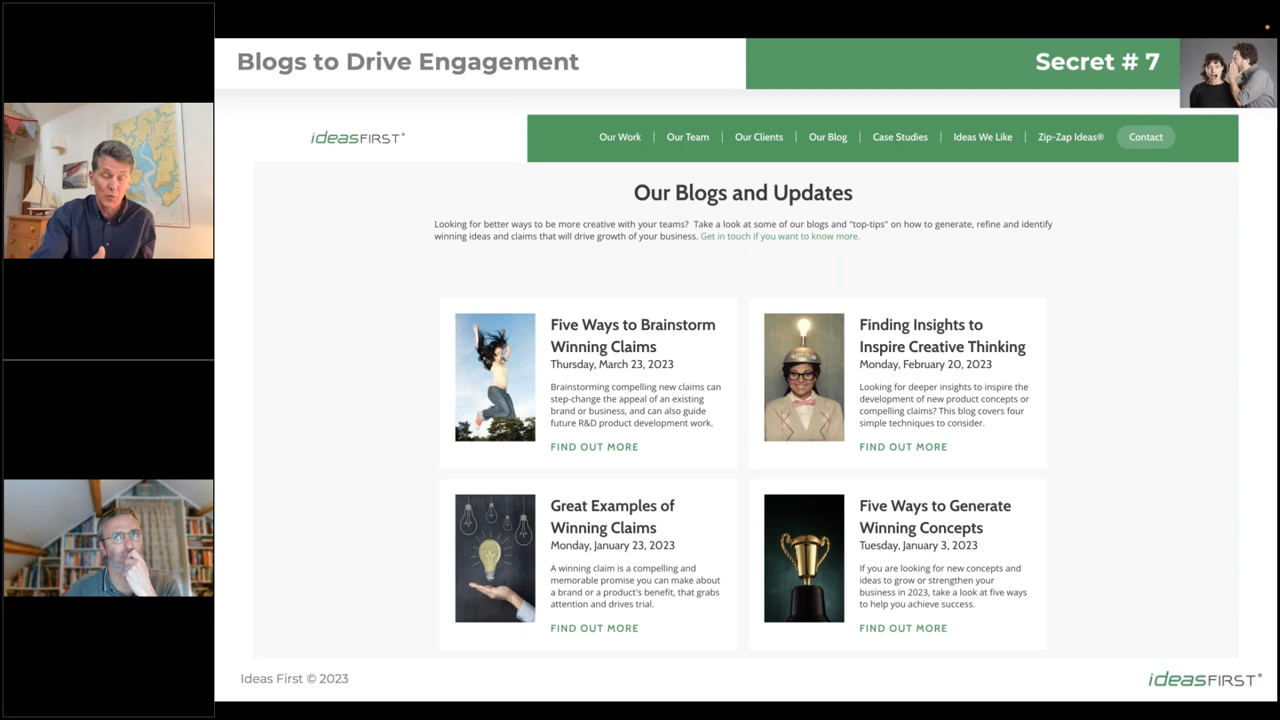 Blogs to Drive Engagement
Secret # 7
ideasFIRST®
Our Work | Our Team | Our Clients | Our Blog | Case Studies | Ideas We Like | Zip-Zap Ideas® Contact
Our Blogs and Updates
Looking for better ways to be more creative with your teams? Take a look at some of our blogs and "top-tips" on how to generate, refine and identify
winning ideas and claims that will drive growth of your business. Get in touch if you want to know more.
Five Ways to Brainstorm
Winning Claims
Thursday, March 23, 2023
Brainstorming compelling new claims can
step-change the appeal of an existing
brand or business, and can also guide
future R&D product development work.
FIND OUT MORE
Finding Insights to
Inspire Creative Thinking
Monday, February 20, 2023
Looking for deeper insights to inspire the
development of new product concepts or
compelling claims? This blog covers four
simple techniques to consider.
FIND OUT MORE
Great Examples of
Winning Claims
Monday, January 23, 2023
A winning claim is a compelling and
memorable promise you can make about
a brand or a product's benefit, that grabs
attention and drives trial.
FIND OUT MORE
Five Ways to Generate
Winning Concepts
Tuesday, January 3, 2023
If you are looking for new concepts and
ideas to grow or strengthen your
business in 2023, take a look at five ways
to help you achieve success.
FIND OUT MORE
Ideas First © 2023
ideasFIRST®